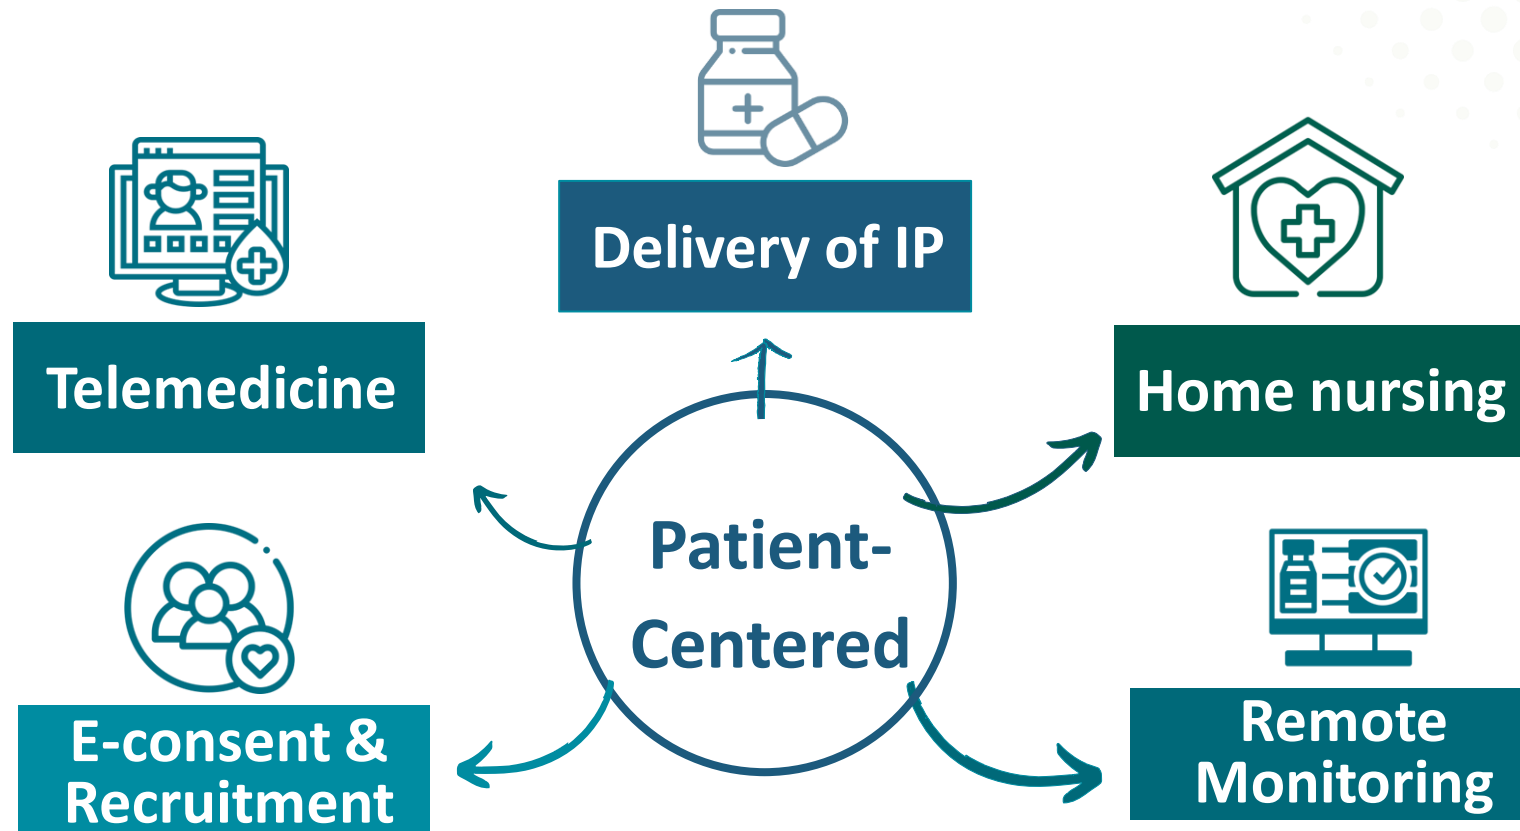 Delivery of IP
Telemedicine
Home nursing
Patient-
Centered
E-consent &
Recruitment
Remote
Monitoring